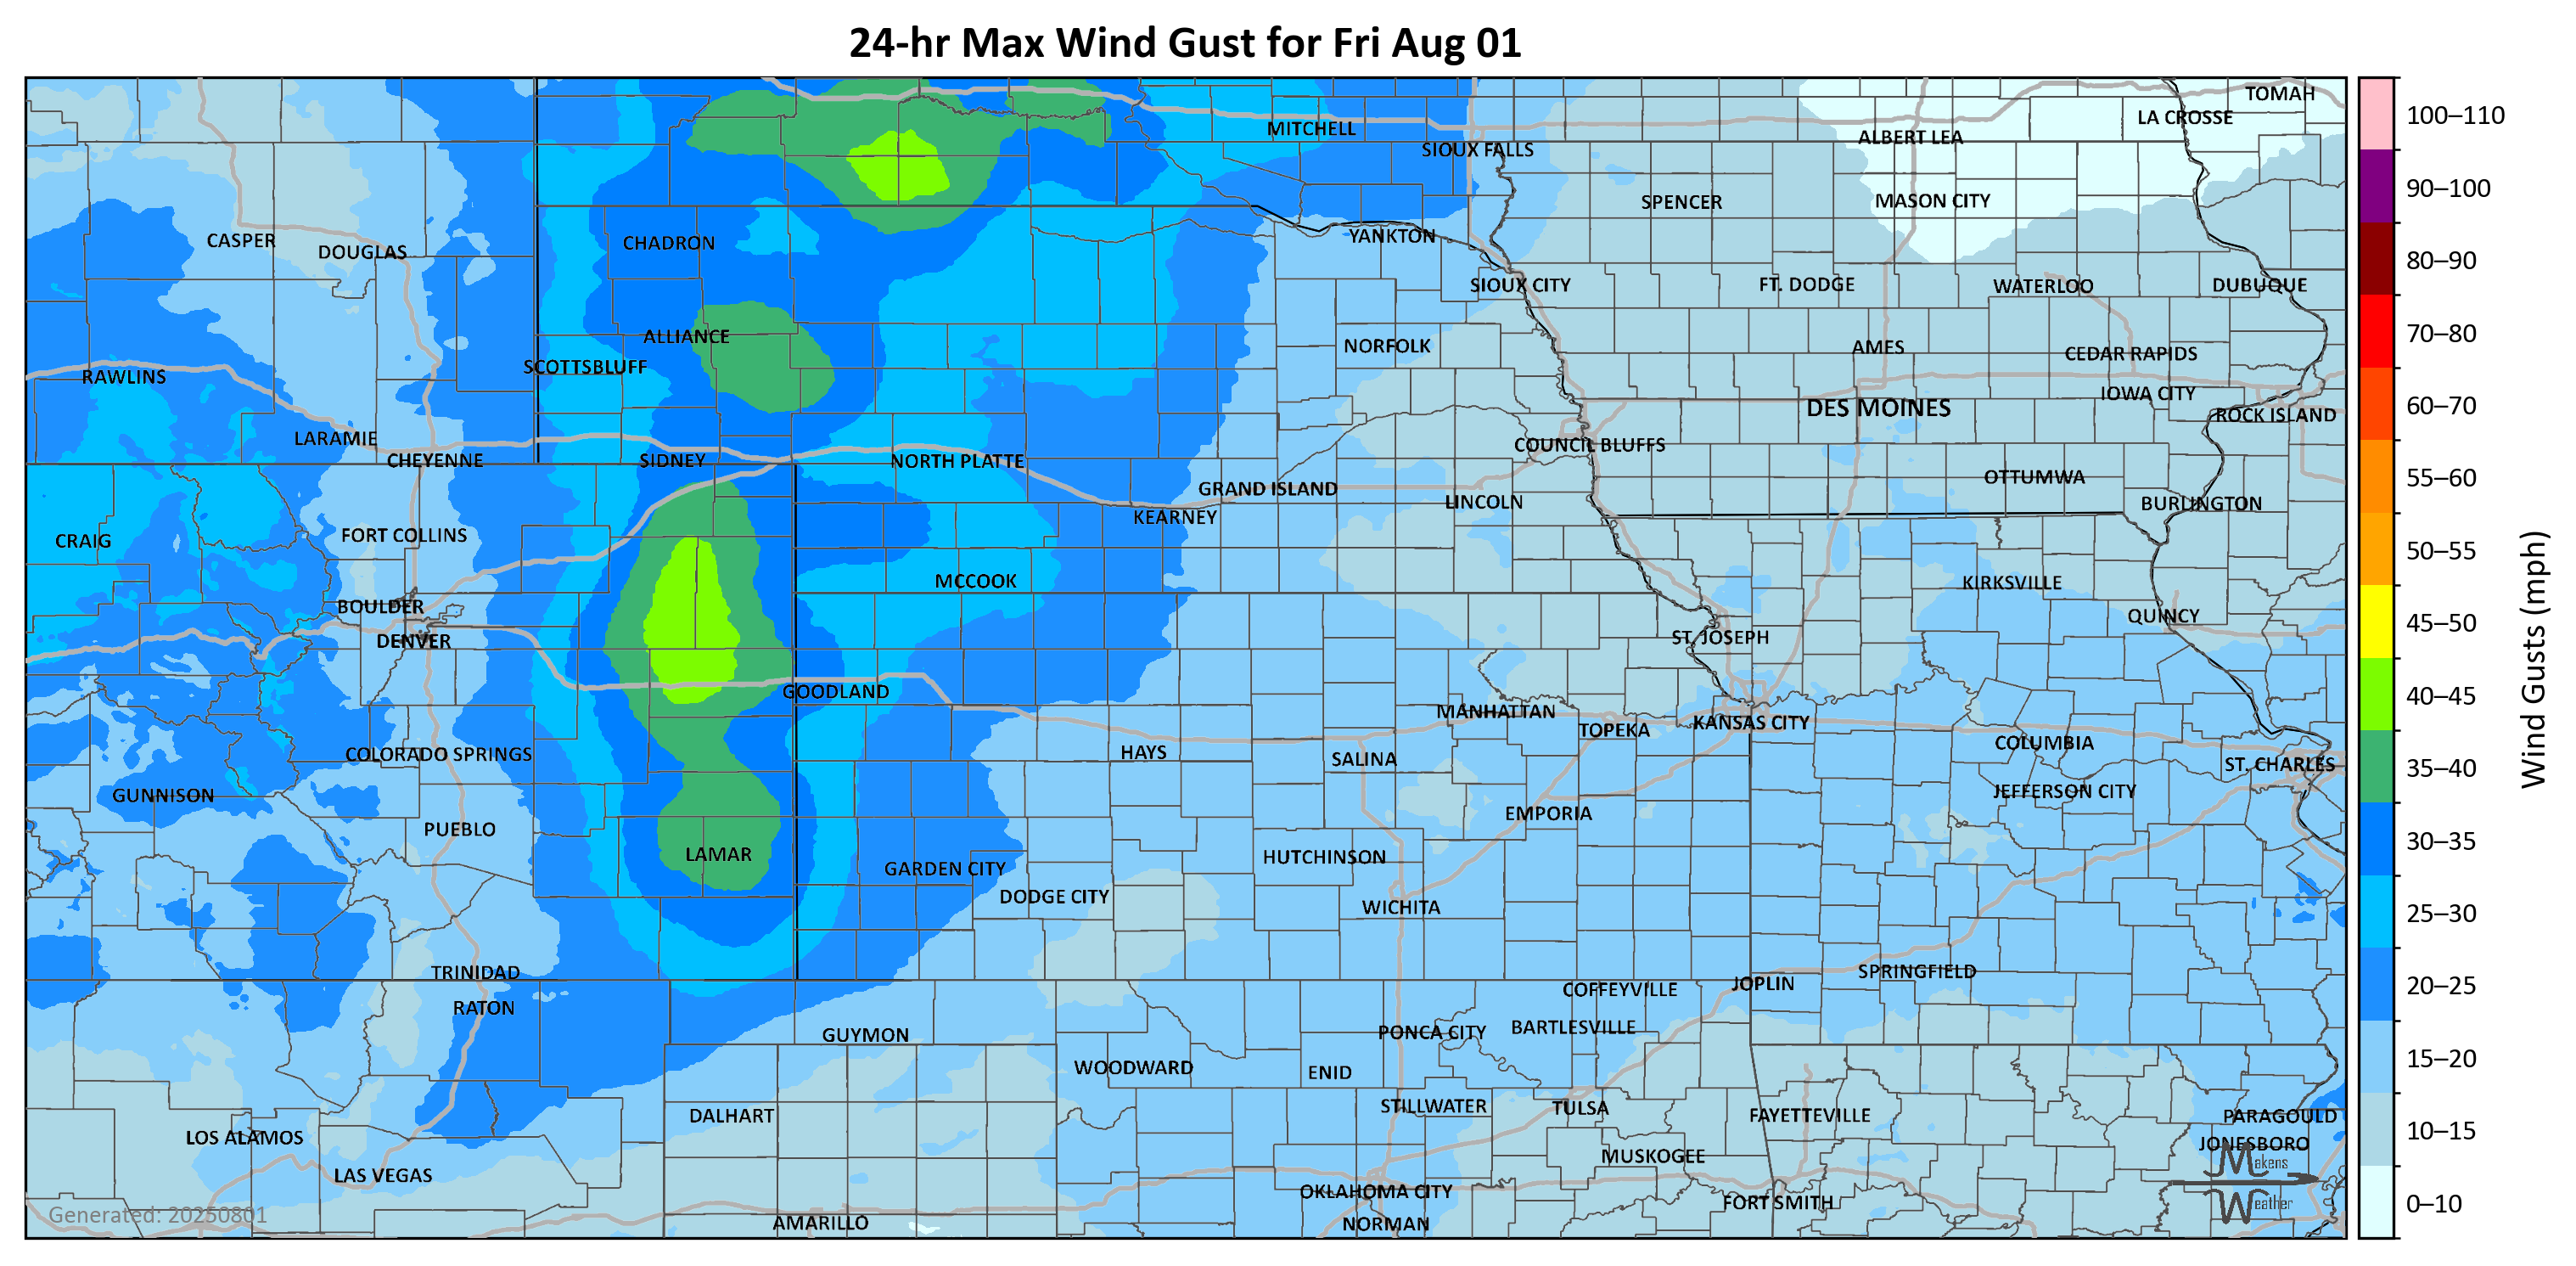 24-hr Max Wind Gust for Fri Aug 01
TOMAH
LA CROSSE
MITCHELL
ALBERT LEA
SIOUX FALLS
SPENCER
MASON CITY
CHADRON
YANKTON
CASPER
DOUGLAS
SIOUX CITY
FT. DODGE
WATERLOO
DUBUQUE
ALLIANCE
NORFOLK
AMES
CEDAR RAPIDS
SCOTTSBLUFF
RAWLINS
IOWA CITY
DES MOINES
ROCK ISLAND
LARAMIE
COUNCIL BLUFFS
CHEYENNE
SIDNEY
NORTH PLATTE
OTTUMWA
GRAND ISLAND
LINCOLN
BURLINGTON
KEARNEY
FORT COLLINS
CRAIG
MCCOOK
KIRKSVILLE
BOULDER
QUINCY
DENVER
ST. JOSEPH
GOODLAND
MANHATTAN
TOPEKA
KANSAS CITY
COLUMBIA
COLORADO SPRINGS
HAYS
SALINA
ST. CHARLES
GUNNISON
JEFFERSON CITY
EMPORIA
PUEBLO
LAMAR
HUTCHINSON
GARDEN CITY
DODGE CITY
WICHITA
TRINIDAD
SPRINGFIELD
JOPLIN
COFFEYVILLE
RATON
GUYMON
PONCA CITY
BARTLESVILLE
WOODWARD
ENID
STILLWATER
TULSA
DALHART
FAYETTEVILLE
PARAGOULD
LOS ALAMOS
JONESBORO
MUSKOGEE
LAS VEGAS
OKLAHOMA CITY
FORT SMITH
AMARILLO
NORMAN
Generated: 20250801
Makens
Weather
100–110
90–100
80–90
70–80
60–70
55–60
50–55
45–50
40–45
35–40
30–35
25–30
20–25
15–20
10–15
0–10
Wind Gusts (mph)